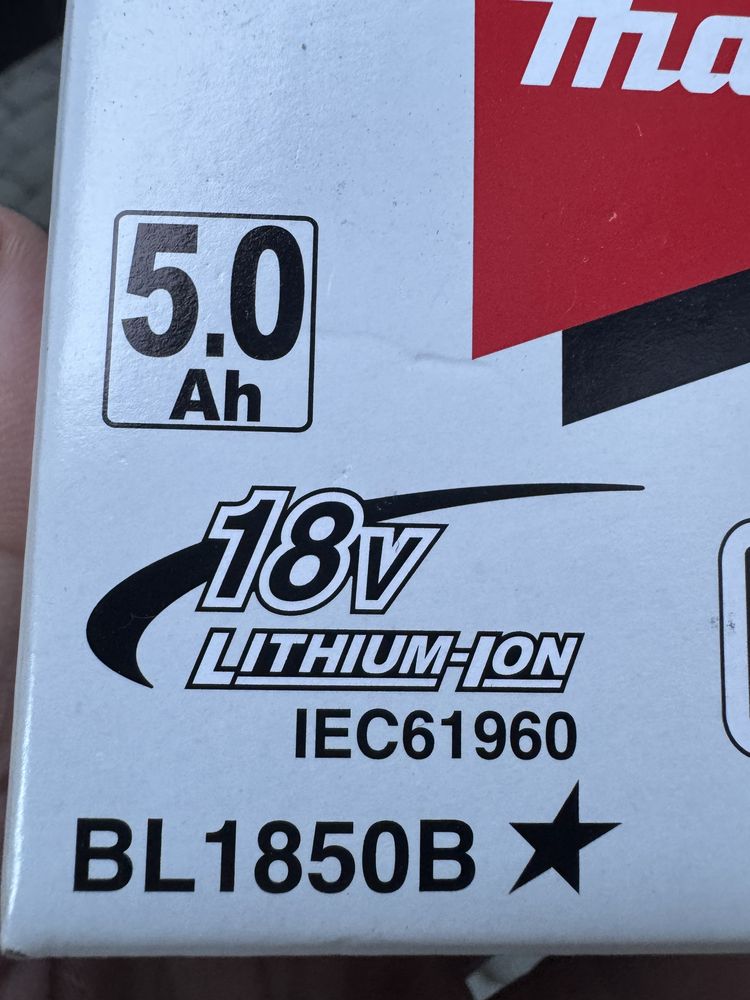 5.0
Ah
18V
LITHIUM-ION
IEC61960
BL1850B★